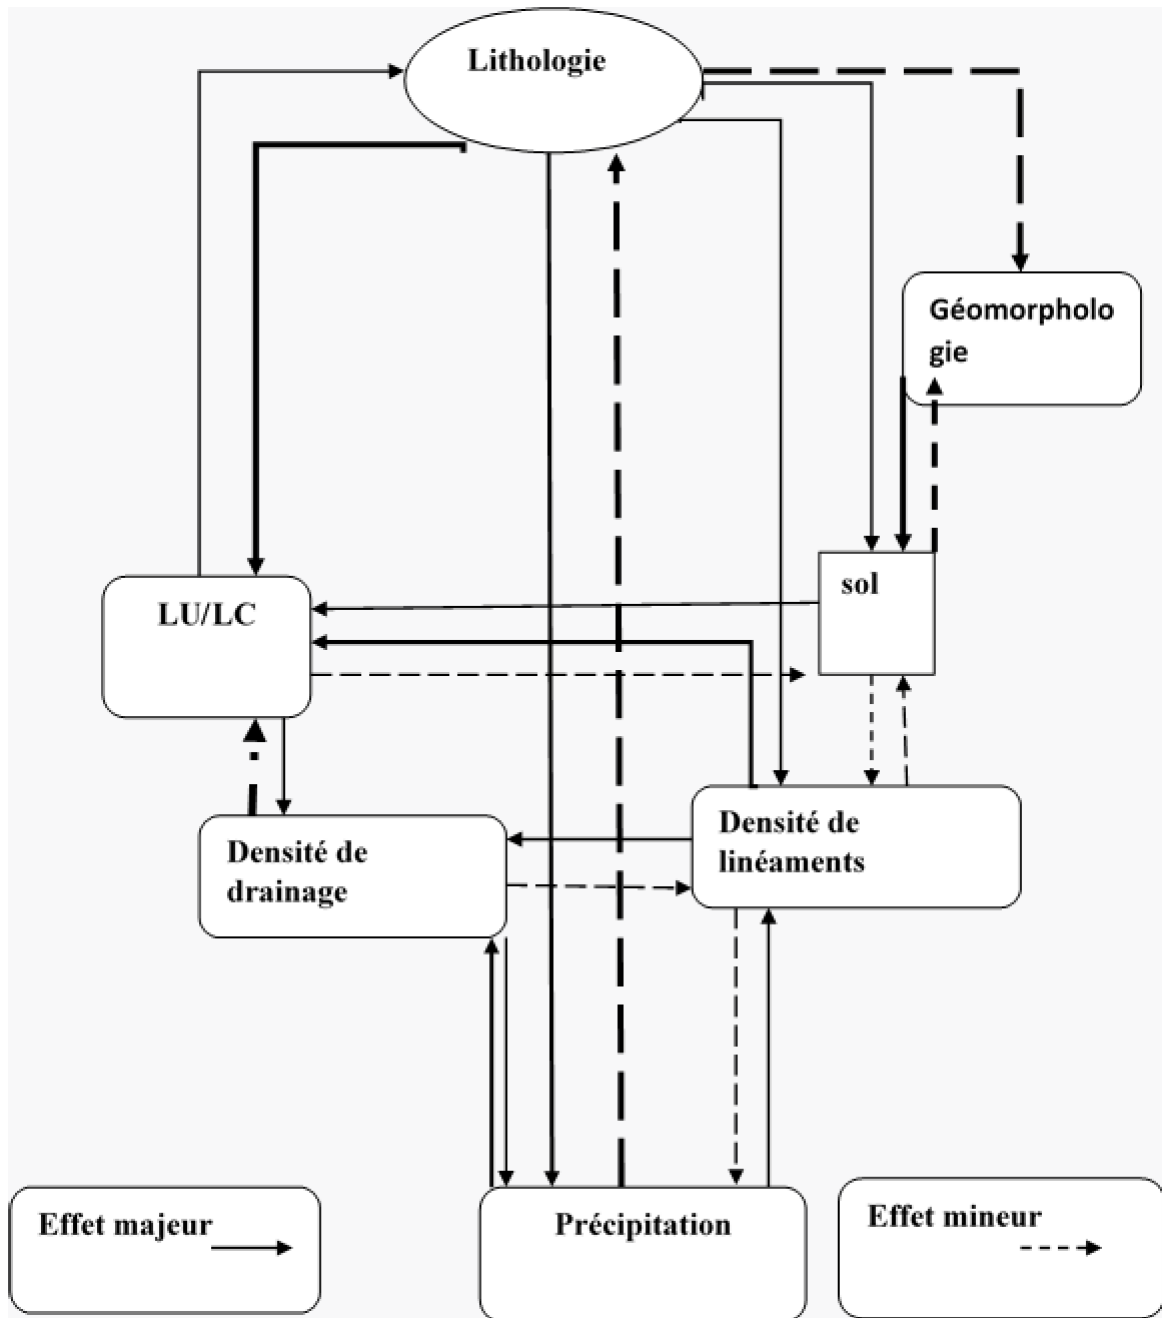 Lithologie
Géomorpholo
gie
sol
LU/LC
Densité de
linéaments
Densité de
drainage
Effet majeur
Précipitation
Effet mineur